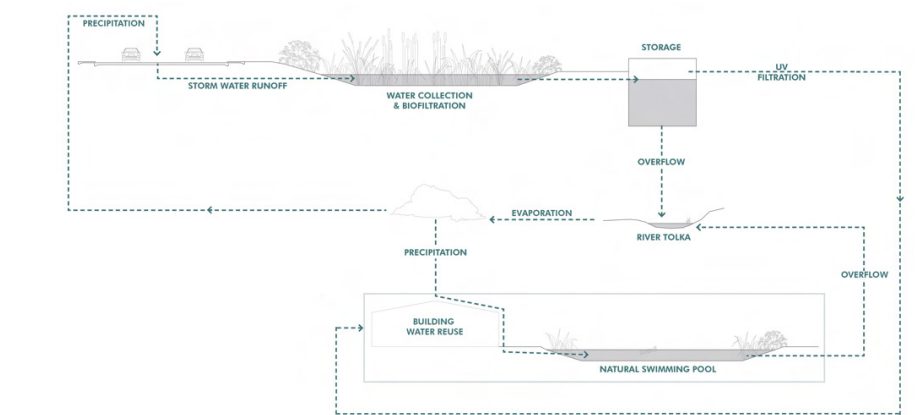 PRECIPITATION
STORAGE
UV
FILTRATION
STORM WATER RUNOFF
WATER COLLECTION
& BIOFILTRATION
OVERFLOW
EVAPORATION
RIVER TOLKA
PRECIPITATION
OVERFLOW
BUILDING
WATER REUSE
NATURAL SWIMMING POOL